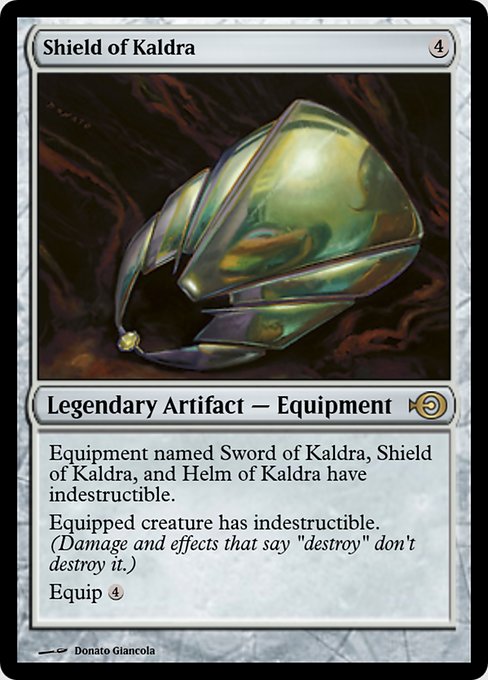 Shield of Kaldra 4
DONATO
Legendary Artifact — Equipment
Equipment named Sword of Kaldra, Shield
of Kaldra, and Helm of Kaldra have
indestructible.
Equipped creature has indestructible.
(Damage and effects that say "destroy" don't
destroy it.)
Equip 4
Donato Giancola